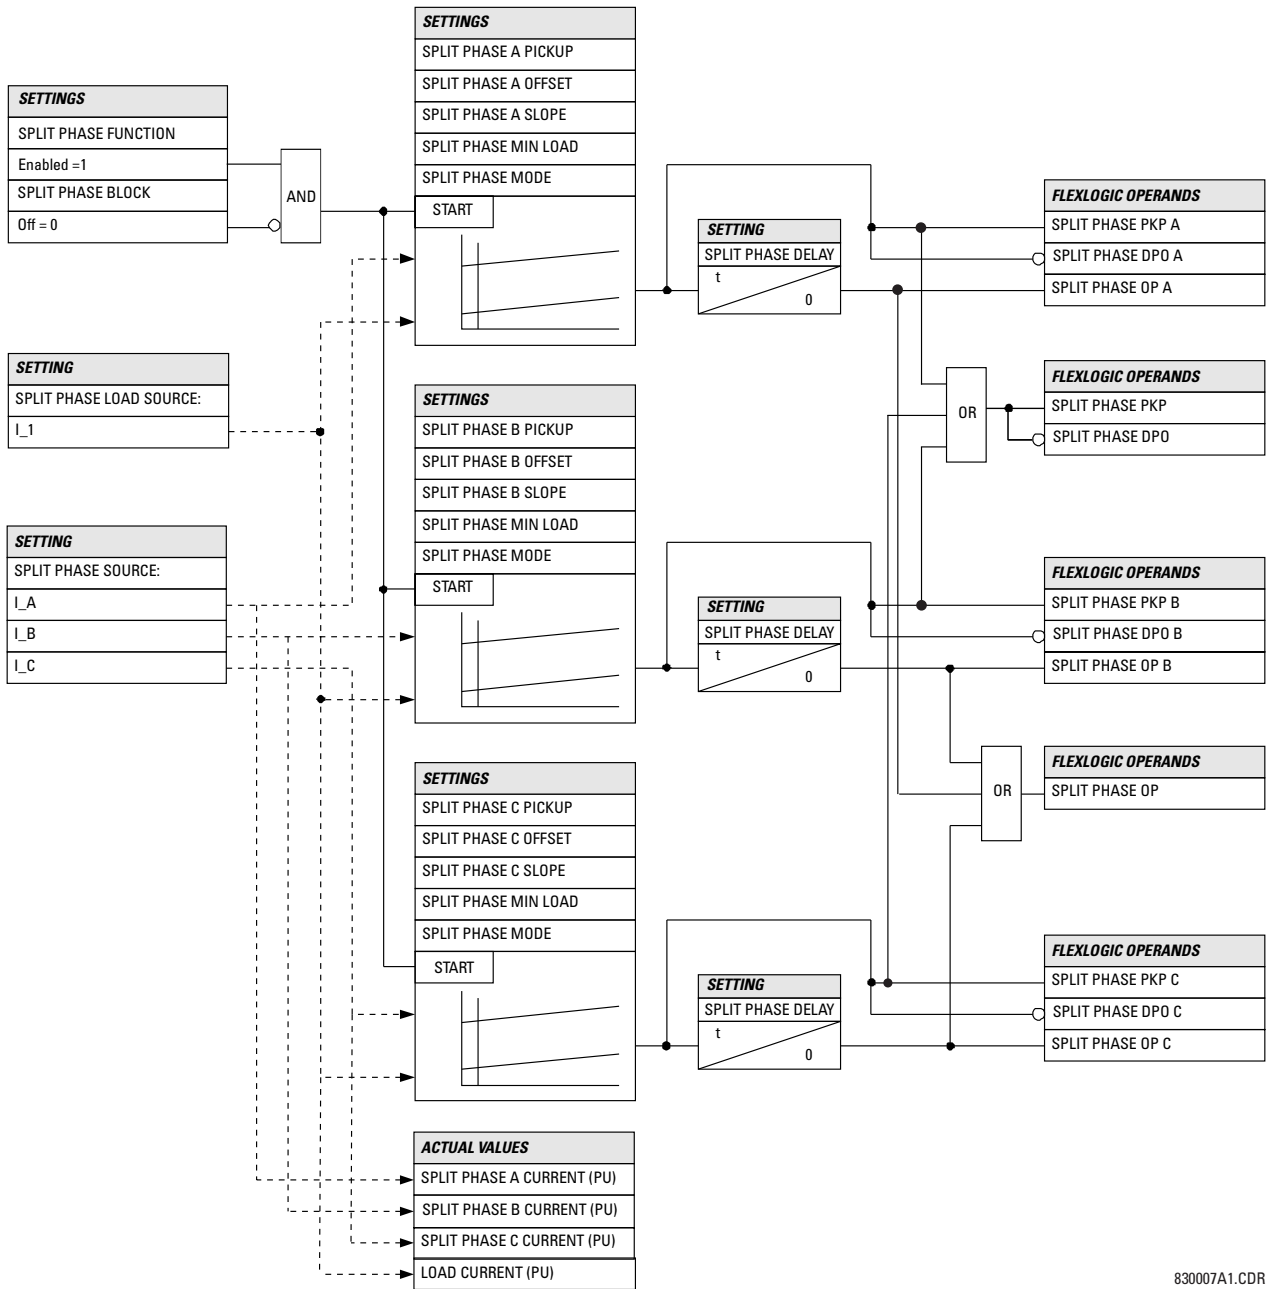 SETTINGS
SPLIT PHASE FUNCTION
Enabled =1
SPLIT PHASE BLOCK
Off = 0
AND
SETTING
SPLIT PHASE LOAD SOURCE:
I_1
SETTING
SPLIT PHASE SOURCE:
I_A
I_B
I_C
SETTINGS
SPLIT PHASE A PICKUP
SPLIT PHASE A OFFSET
SPLIT PHASE A SLOPE
SPLIT PHASE MIN LOAD
SPLIT PHASE MODE
START
SETTINGS
SPLIT PHASE B PICKUP
SPLIT PHASE B OFFSET
SPLIT PHASE B SLOPE
SPLIT PHASE MIN LOAD
SPLIT PHASE MODE
START
SETTINGS
SPLIT PHASE C PICKUP
SPLIT PHASE C OFFSET
SPLIT PHASE C SLOPE
SPLIT PHASE MIN LOAD
SPLIT PHASE MODE
START
ACTUAL VALUES
SPLIT PHASE A CURRENT (PU)
SPLIT PHASE B CURRENT (PU)
SPLIT PHASE C CURRENT (PU)
LOAD CURRENT (PU)
SETTING
SPLIT PHASE DELAY
t
0
SETTING
SPLIT PHASE DELAY
t
0
SETTING
SPLIT PHASE DELAY
t
0
OR
OR
FLEXLOGIC OPERANDS
SPLIT PHASE PKP A
SPLIT PHASE DPO A
SPLIT PHASE OP A
FLEXLOGIC OPERANDS
SPLIT PHASE PKP
SPLIT PHASE DPO
FLEXLOGIC OPERANDS
SPLIT PHASE PKP B
SPLIT PHASE DPO B
SPLIT PHASE OP B
FLEXLOGIC OPERANDS
SPLIT PHASE OP
FLEXLOGIC OPERANDS
SPLIT PHASE PKP C
SPLIT PHASE DPO C
SPLIT PHASE OP C
830007A1.CDR